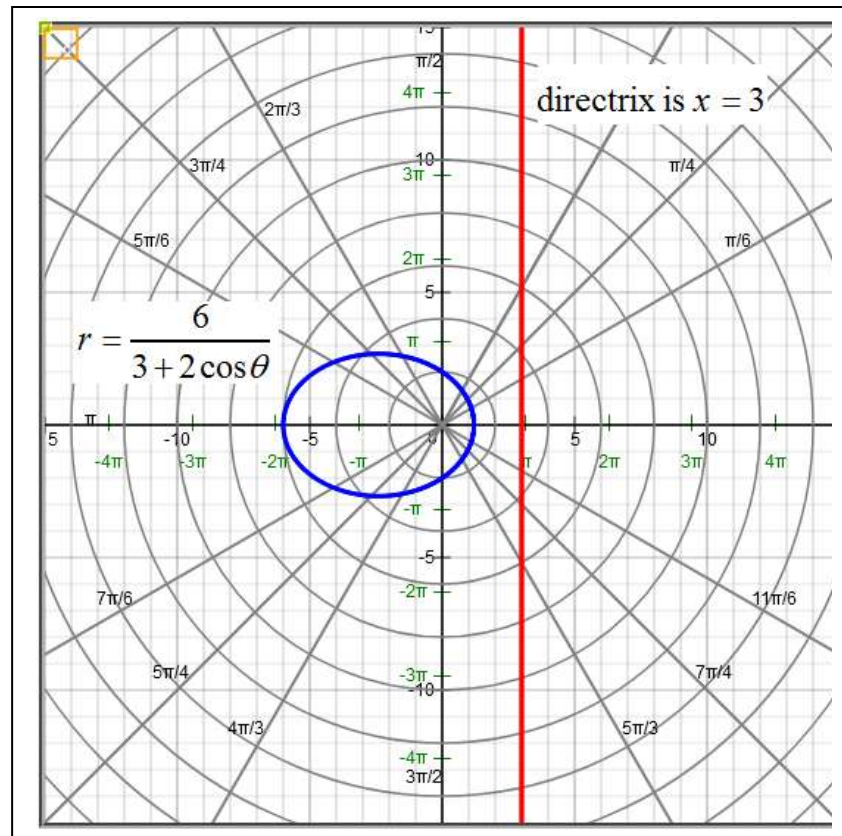 15
π/2
4π
directrix is x = 3
2π/3
3π/4
10
π/4
3π
5π/6
π/6
2π
5
r = 6 / (3 + 2 cos θ)
π
π
5 -10 -5 0 5 10
-4π -3π -2π -π π 2π 3π 4π
-π
-5
-2π
7π/6
11π/6
5π/4
-3π
7π/4
-10
4π/3
5π/3
-4π
3π/2